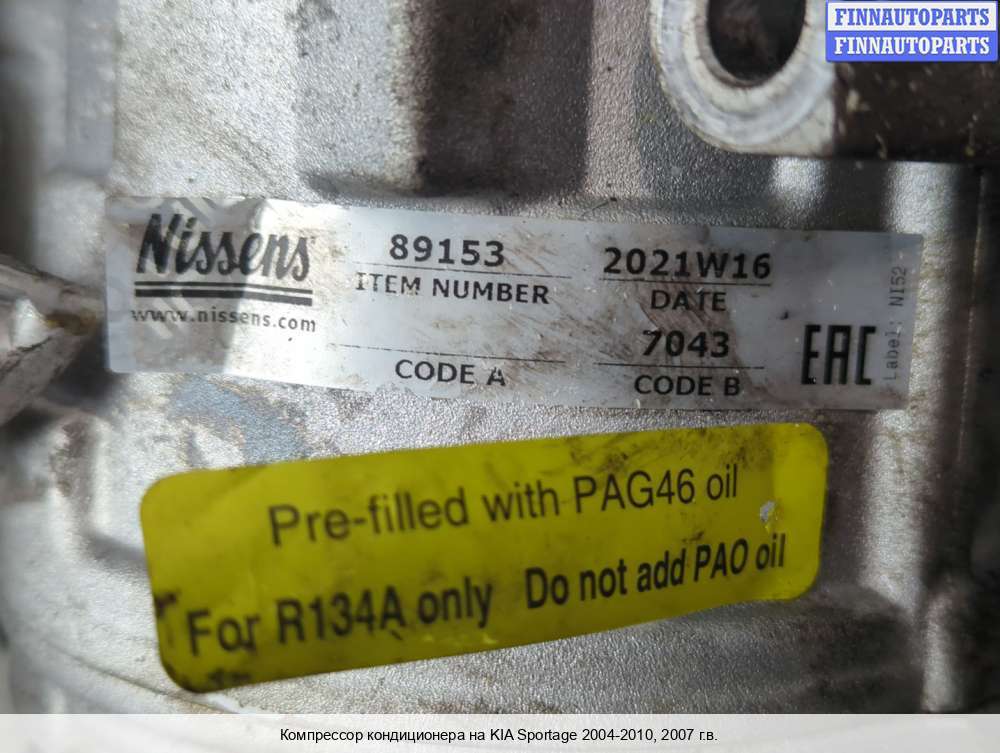 FINNAUTOPARTS
FINNAUTOPARTS
Nissens
www.nissens.com
89153
ITEM NUMBER
CODE A
2021W16
DATE
7043
CODE B
EAC
Label: NI52
Pre-filled with PAG46 oil
For R134A only Do not add PAO oil
Компрессор кондиционера на KIA Sportage 2004-2010, 2007 г.в.